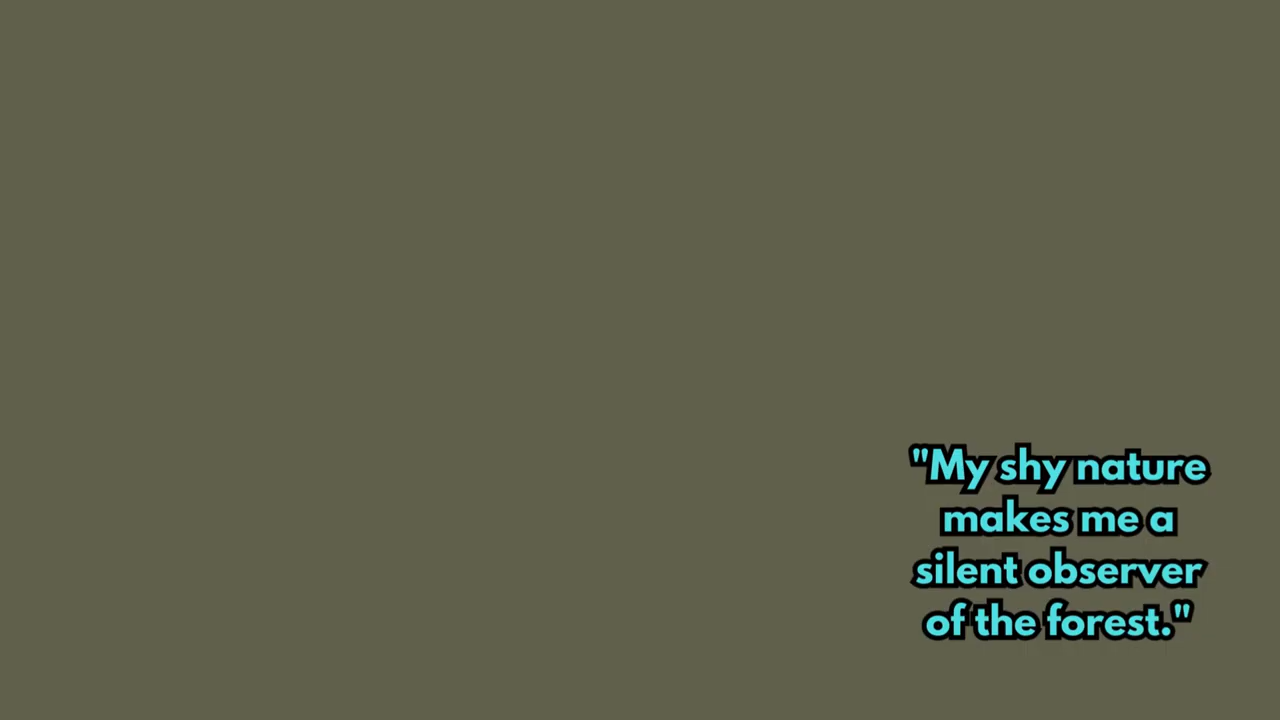 "My shy nature
makes me a
silent observer
of the forest."